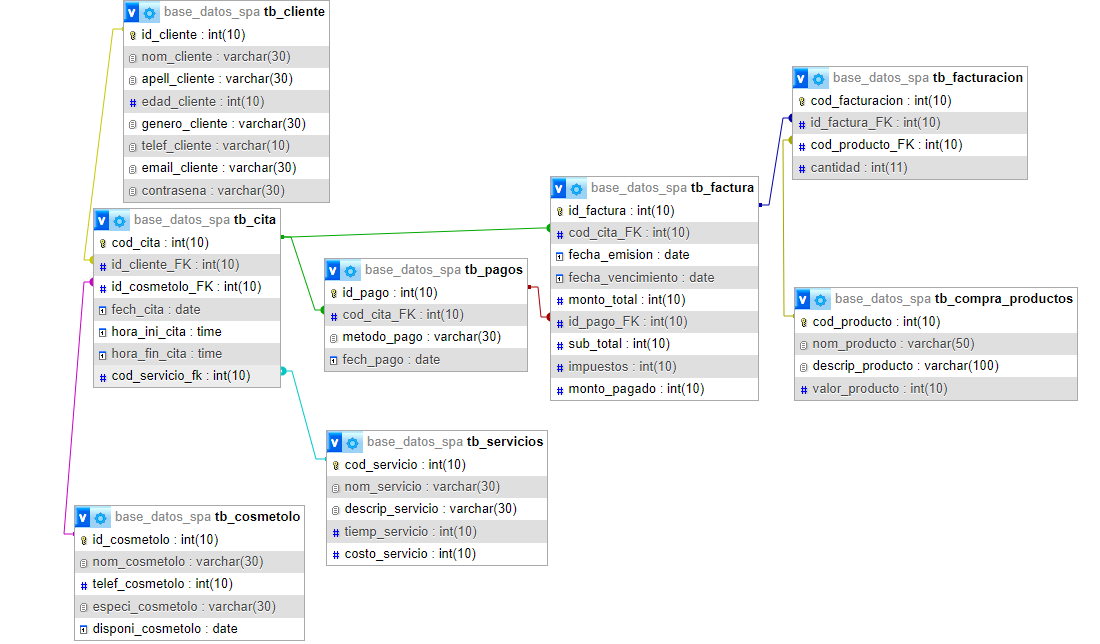 base_datos_spa tb_cliente
id_cliente : int(10)
nom_cliente : varchar(30)
apell_cliente : varchar(30)
edad_cliente : int(10)
genero_cliente : varchar(30)
telef_cliente : varchar(10)
email_cliente : varchar(30)
contrasena : varchar(30)
base_datos_spa tb_cita
cod_cita : int(10)
id_cliente_FK : int(10)
id_cosmetolo_FK : int(10)
fech_cita : date
hora_ini_cita : time
hora_fin_cita : time
cod_servicio_fk : int(10)
base_datos_spa tb_cosmetolo
id_cosmetolo : int(10)
nom_cosmetolo : varchar(30)
telef_cosmetolo : int(10)
especi_cosmetolo : varchar(30)
disponi_cosmetolo : date
base_datos_spa tb_pagos
id_pago : int(10)
cod_cita_FK : int(10)
metodo_pago : varchar(30)
fech_pago : date
base_datos_spa tb_servicios
cod_servicio : int(10)
nom_servicio : varchar(30)
descrip_servicio : varchar(30)
tiemp_servicio : int(10)
costo_servicio : int(10)
base_datos_spa tb_factura
id_factura : int(10)
cod_cita_FK : int(10)
fecha_emision : date
fecha_vencimiento : date
monto_total : int(10)
id_pago_FK : int(10)
sub_total : int(10)
impuestos : int(10)
monto_pagado : int(10)
base_datos_spa tb_facturacion
cod_facturacion : int(10)
id_factura_FK : int(10)
cod_producto_FK : int(10)
cantidad : int(11)
base_datos_spa tb_compra_productos
cod_producto : int(10)
nom_producto : varchar(50)
descrip_producto : varchar(100)
valor_producto : int(10)